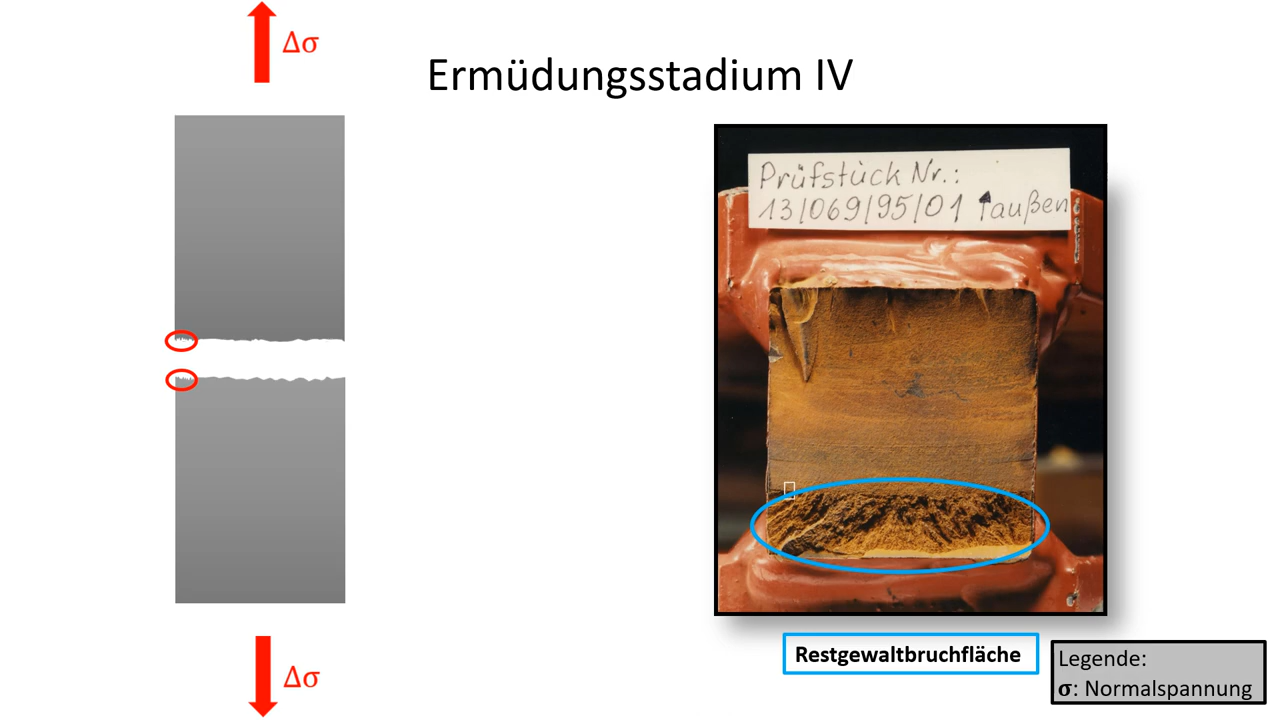 Δσ
Ermüdungsstadium IV
Prüfstück Nr.:
13/069/95/01 ↑außen
Δσ
Restgewaltbruchfläche
Legende:
σ: Normalspannung